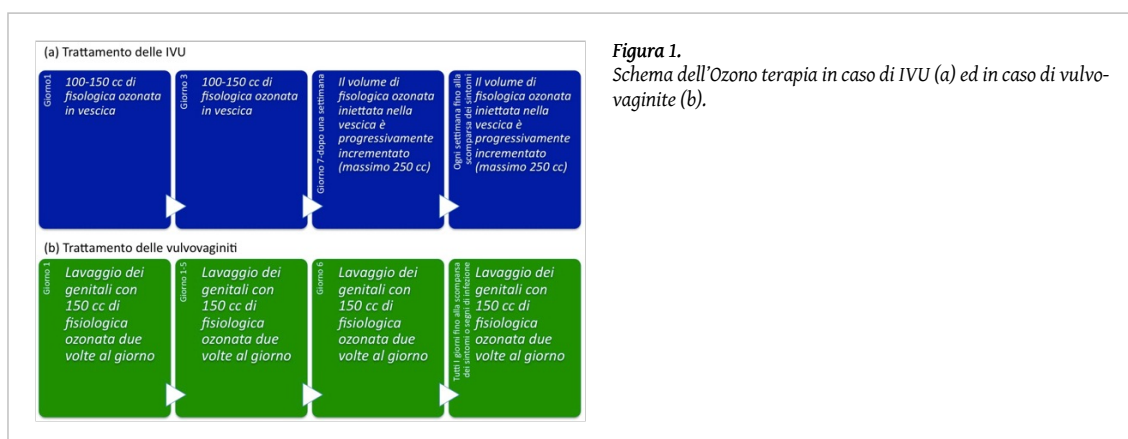 (a) Trattamento delle IVU
Giorno1
100-150 cc di
fisologica ozonata
in vescica
Giorno 3
100-150 cc di
fisologica ozonata
in vescica
Giorno 7-dopo una settimana
Il volume di
fisologica ozonata
iniettata nella
vescica è
progressivamente
incrementato
(massimo 250 cc)
Ogni settimana fino alla
scomparsa dei sintomi
Il volume di
fisologica ozonata
iniettata nella
vescica è
progressivamente
incrementato
(massimo 250 cc)
(b) Trattamento delle vulvovaginiti
Giorno 1
Lavaggio dei
genitali con
150 cc di
fisiologica
ozonata due
volte al giorno
Giorno 1-5
Lavaggio dei
genitali con
150 cc di
fisiologica
ozonata due
volte al giorno
Giorno 6
Lavaggio dei
genitali con
150 cc di
fisiologica
ozonata due
volte al giorno
Tutti I giorni fino alla scomparsa
dei sintomi o segni di infezione
Lavaggio dei
genitali con
150 cc di
fisiologica
ozonata due
volte al giorno
Figura 1.
Schema dell'Ozono terapia in caso di IVU (a) ed in caso di vulvo-
vaginite (b).